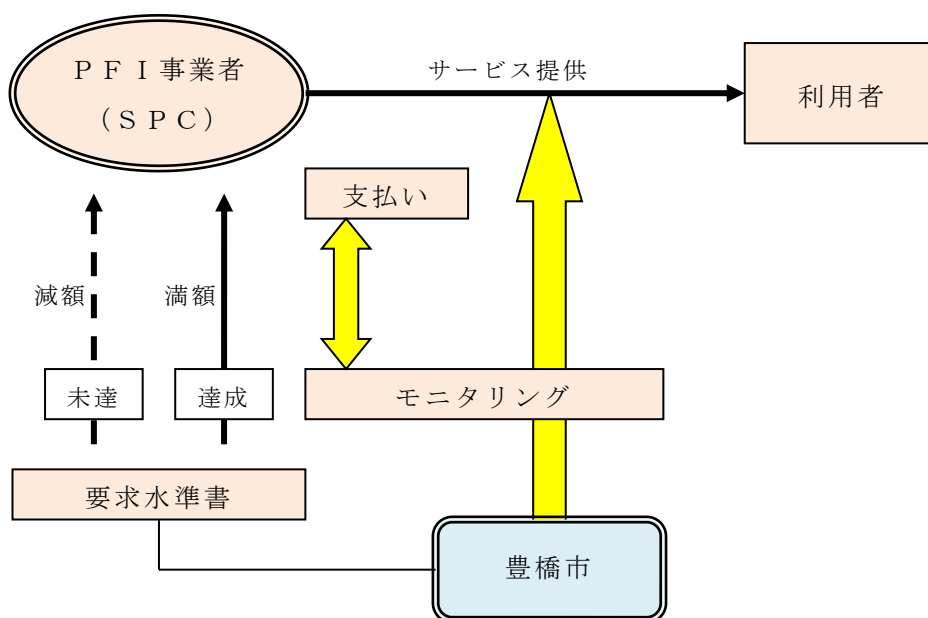 ＰＦＩ事業者
（ＳＰＣ）
サービス提供
利用者
支払い
減額
満額
未達
達成
モニタリング
要求水準書
豊橋市